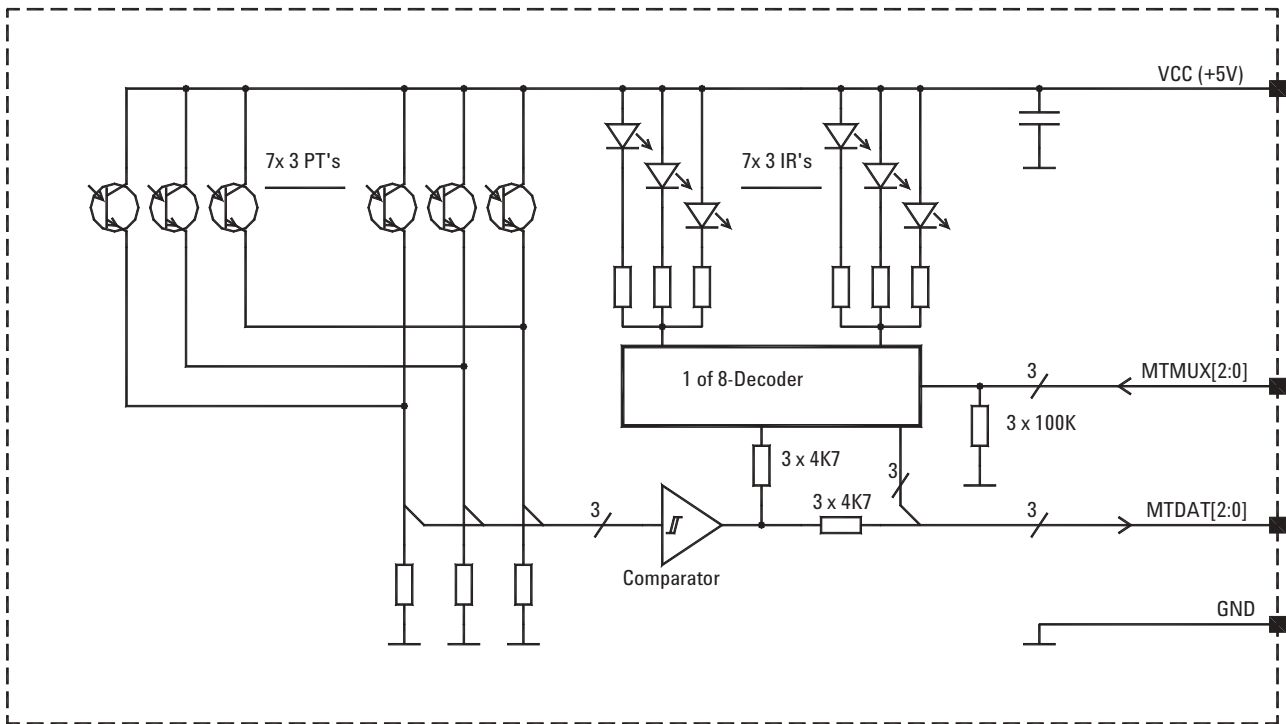 VCC (+5V)
7x 3 PT's
7x 3 IR's
1 of 8-Decoder
3
MTMUX[2:0]
3 x 100K
3 x 4K7
3
3
3 x 4K7
3
MTDAT[2:0]
Comparator
GND